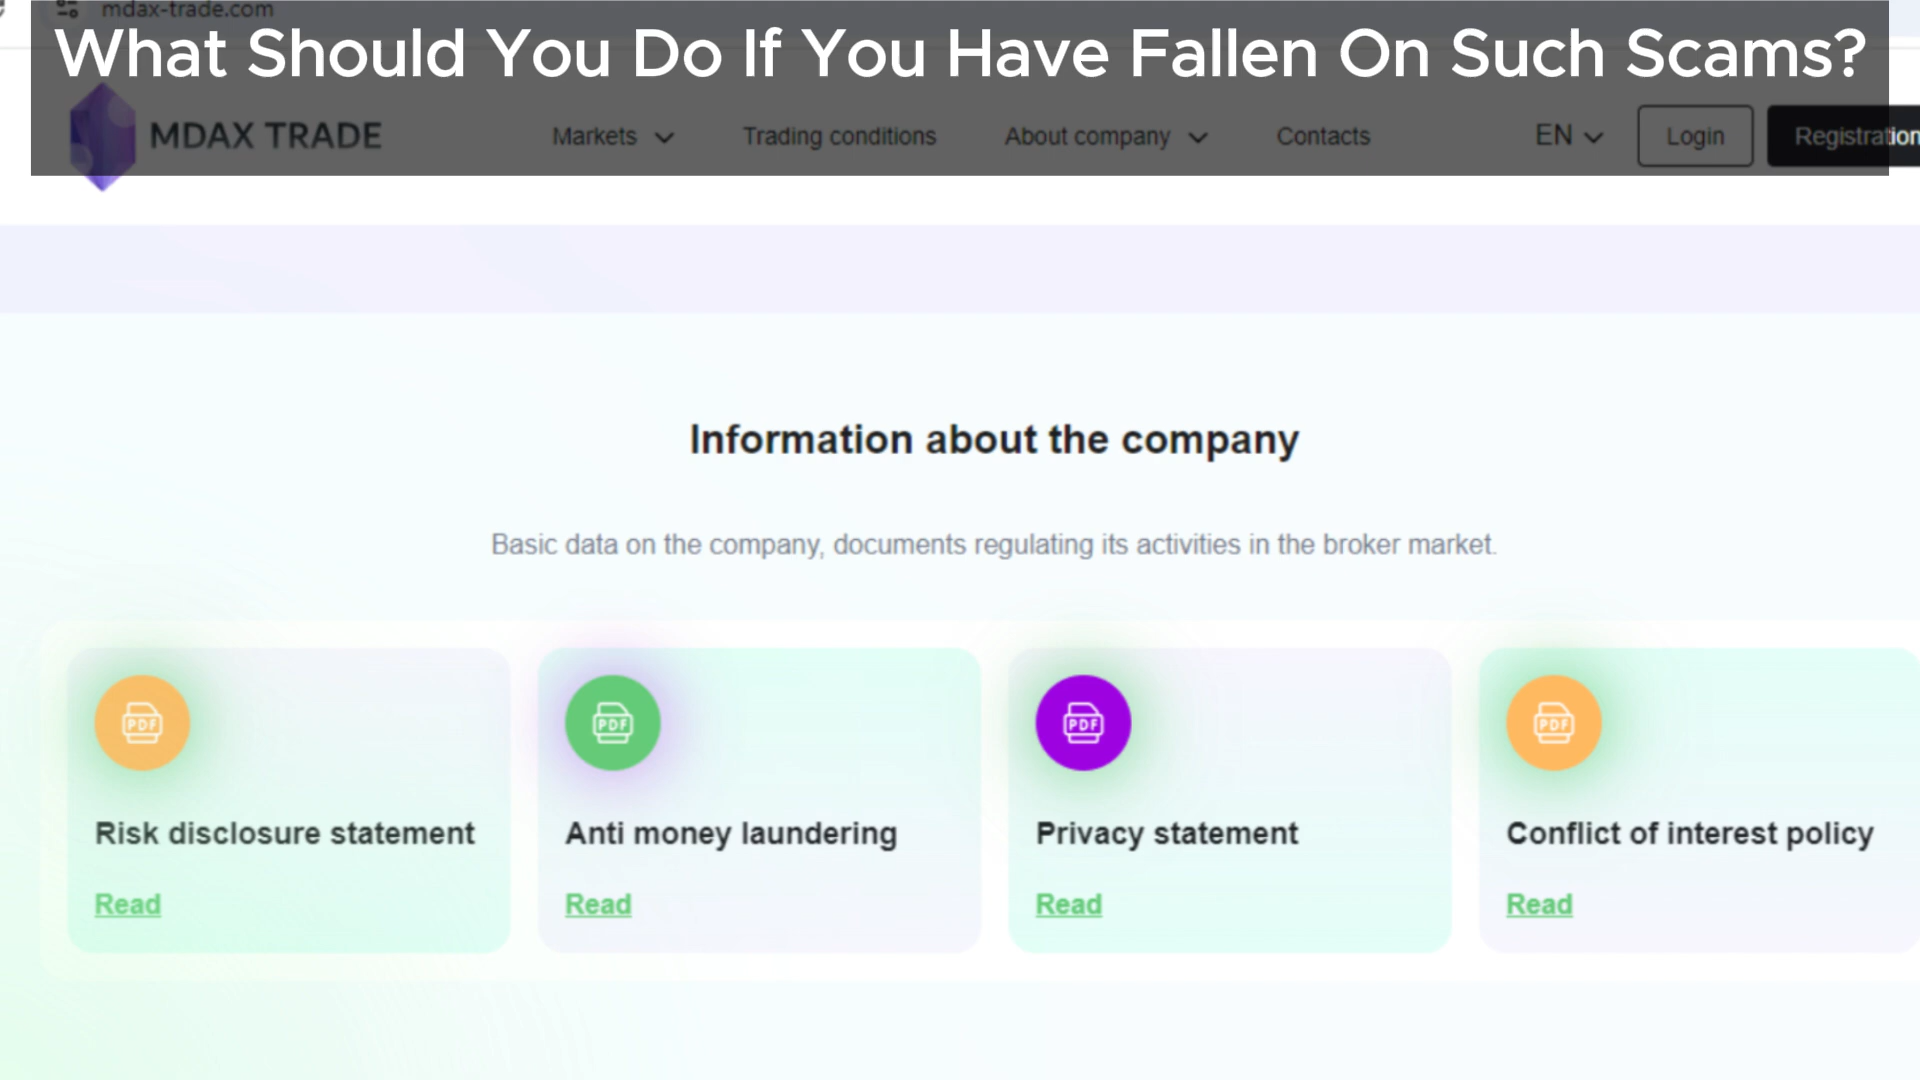 mdax-trade.com
What Should You Do If You Have Fallen On Such Scams?
MDAX TRADE Markets Trading conditions About company Contacts EN Login Registration
Information about the company
Basic data on the company, documents regulating its activities in the broker market.
PDF PDF PDF PDF
Risk disclosure statement Anti money laundering Privacy statement Conflict of interest policy
Read Read Read Read